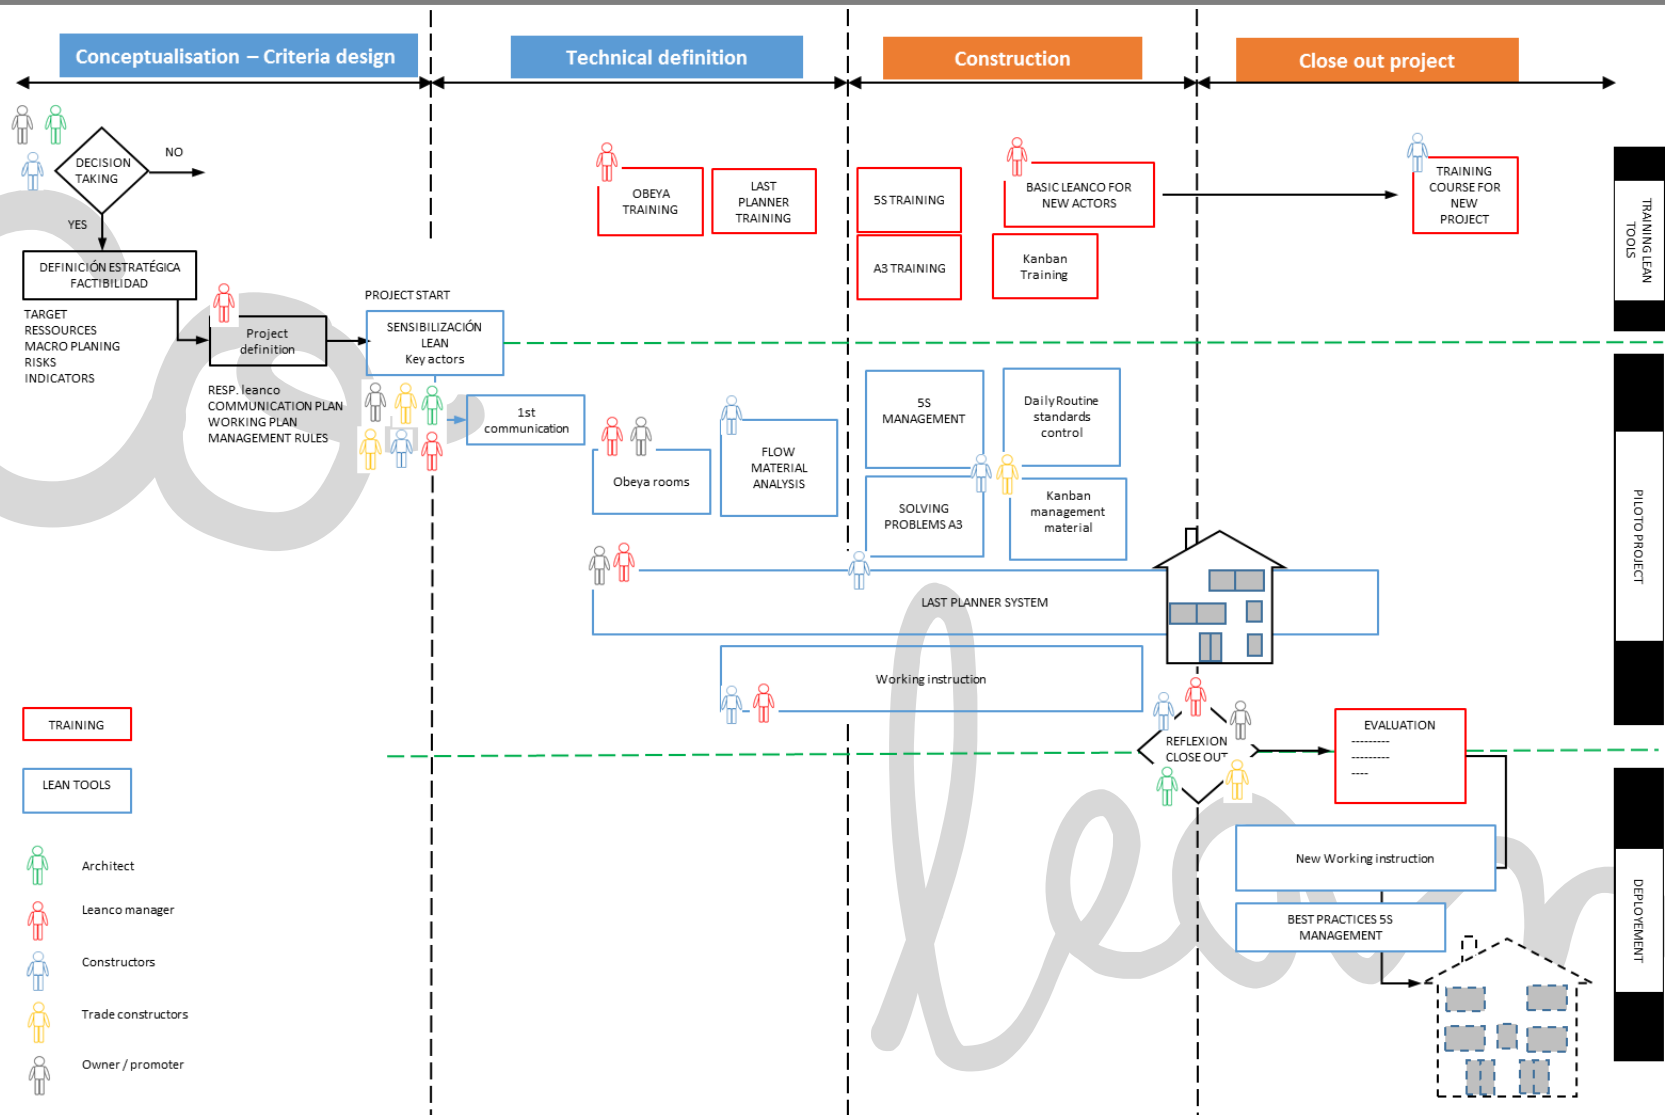 Conceptualisation – Criteria design
Technical definition
Construction
Close out project
DECISION
TAKING
NO
YES
DEFINICIÓN ESTRATÉGICA
FACTIBILIDAD
TARGET
RESSOURCES
MACRO PLANING
RISKS
INDICATORS
Project
definition
RESP. leanco
COMMUNICATION PLAN
WORKING PLAN
MANAGEMENT RULES
PROJECT START
SENSIBILIZACIÓN
LEAN
Key actors
1st
communication
OBEYA
TRAINING
LAST
PLANNER
TRAINING
5S TRAINING
A3 TRAINING
BASIC LEANCO FOR
NEW ACTORS
Kanban
Training
TRAINING
COURSE FOR
NEW
PROJECT
TRAINING LEAN
TOOLS
Obeya rooms
FLOW
MATERIAL
ANALYSIS
5S
MANAGEMENT
Daily Routine
standards
control
SOLVING
PROBLEMS A3
Kanban
management
material
LAST PLANNER SYSTEM
Working instruction
PILOTO PROJECT
REFLEXION
CLOSE OUT
EVALUATION
---------
---------
----
New Working instruction
BEST PRACTICES 5S
MANAGEMENT
DEPLOYEMENT
TRAINING
LEAN TOOLS
Architect
Leanco manager
Constructors
Trade constructors
Owner / promoter
lean